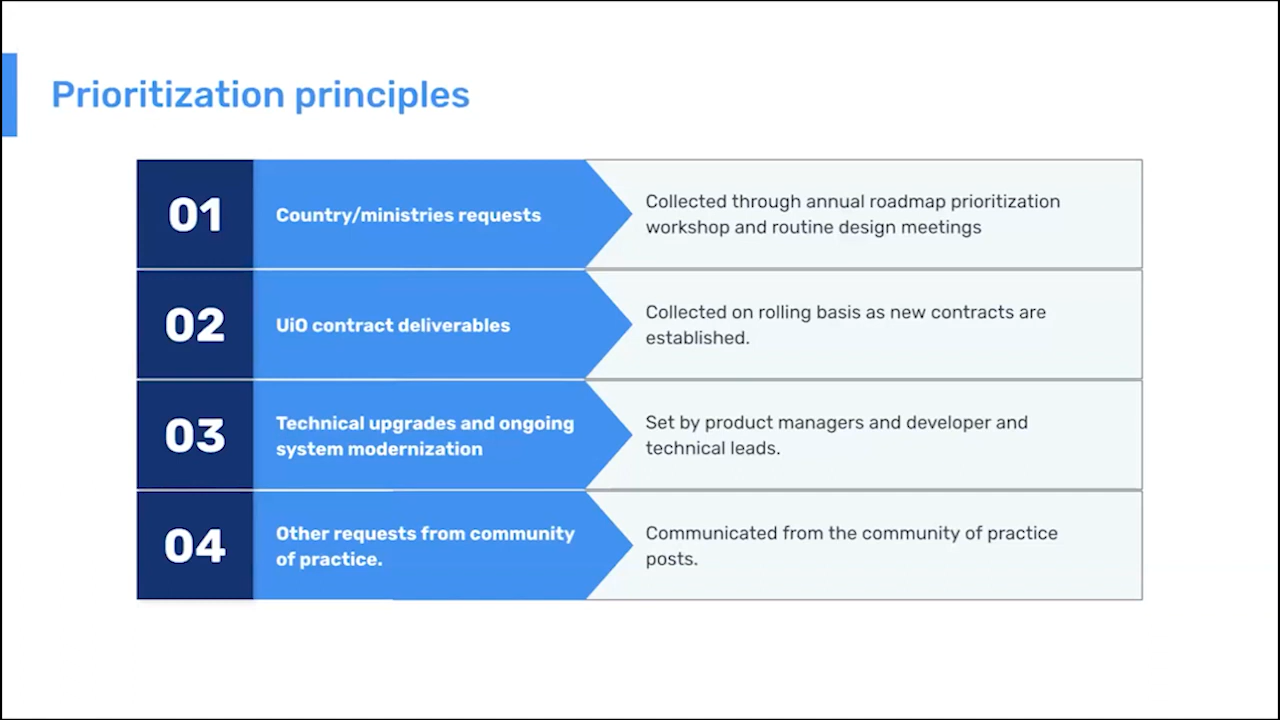 Prioritization principles
01
Country/ministries requests
Collected through annual roadmap prioritization
workshop and routine design meetings
02
UiO contract deliverables
Collected on rolling basis as new contracts are
established.
03
Technical upgrades and ongoing
system modernization
Set by product managers and developer and
technical leads.
04
Other requests from community
of practice.
Communicated from the community of practice
posts.